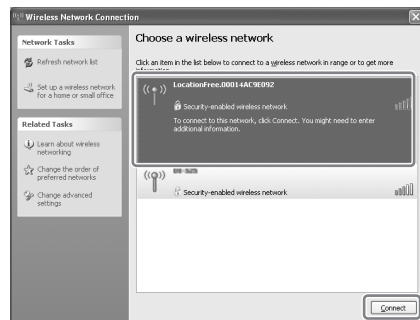 Wireless Network Connection
Network Tasks
Refresh network list
Set up a wireless network
for a home or small office
Related Tasks
Learn about wireless
networking
Change the order of
preferred networks
Change advanced
settings
Choose a wireless network
Click an item in the list below to connect to a wireless network in range or to get more
information.
LocationFree.00014AC9E092
Security-enabled wireless network
To connect to this network, click Connect. You might need to enter
additional information.
Security-enabled wireless network
Connect